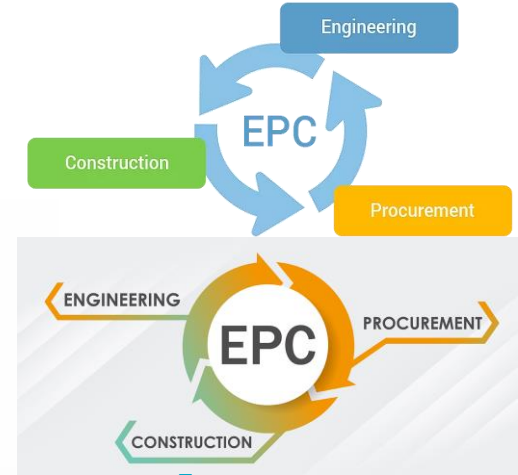 Engineering
EPC
Construction
Procurement
ENGINEERING
PROCUREMENT
EPC
CONSTRUCTION